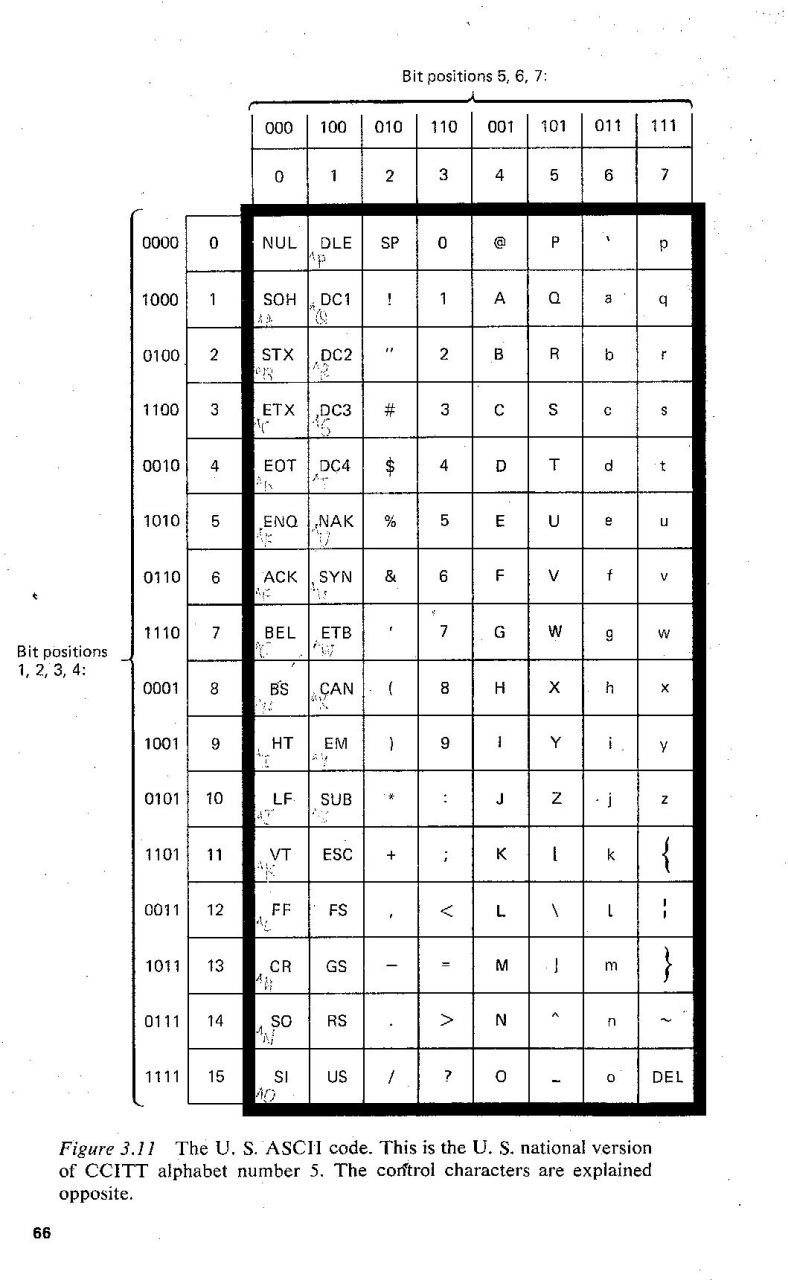 Bit positions 5, 6, 7:
000 100 010 110 001 101 011 111
0 1 2 3 4 5 6 7
0000 0 NUL DLE SP 0 @ P ` p
^P
1000 1 SOH DC1 ! 1 A Q a q
^A ^Q
0100 2 STX DC2 " 2 B R b r
^B ^R
1100 3 ETX DC3 # 3 C S c s
^C ^S
0010 4 EOT DC4 $ 4 D T d t
^D ^T
1010 5 ENQ NAK % 5 E U e u
^E ^U
0110 6 ACK SYN & 6 F V f v
^F ^V
1110 7 BEL ETB ' 7 G W g w
^W
Bit positions
1, 2, 3, 4:
0001 8 BS CAN ( 8 H X h x
^H ^X
1001 9 HT EM ) 9 I Y i y
^I ^Y
0101 10 LF SUB * : J Z j z
^J ^Z
1101 11 VT ESC + ; K [ k {
^K
0011 12 FF FS , < L \ l ¦
^L
1011 13 CR GS — = M ] m }
^M
0111 14 SO RS . > N ^ n ~
^N
1111 15 SI US / ? O _ o DEL
^O
Figure 3.11 The U. S. ASCII code. This is the U. S. national version
of CCITT alphabet number 5. The control characters are explained
opposite.
66